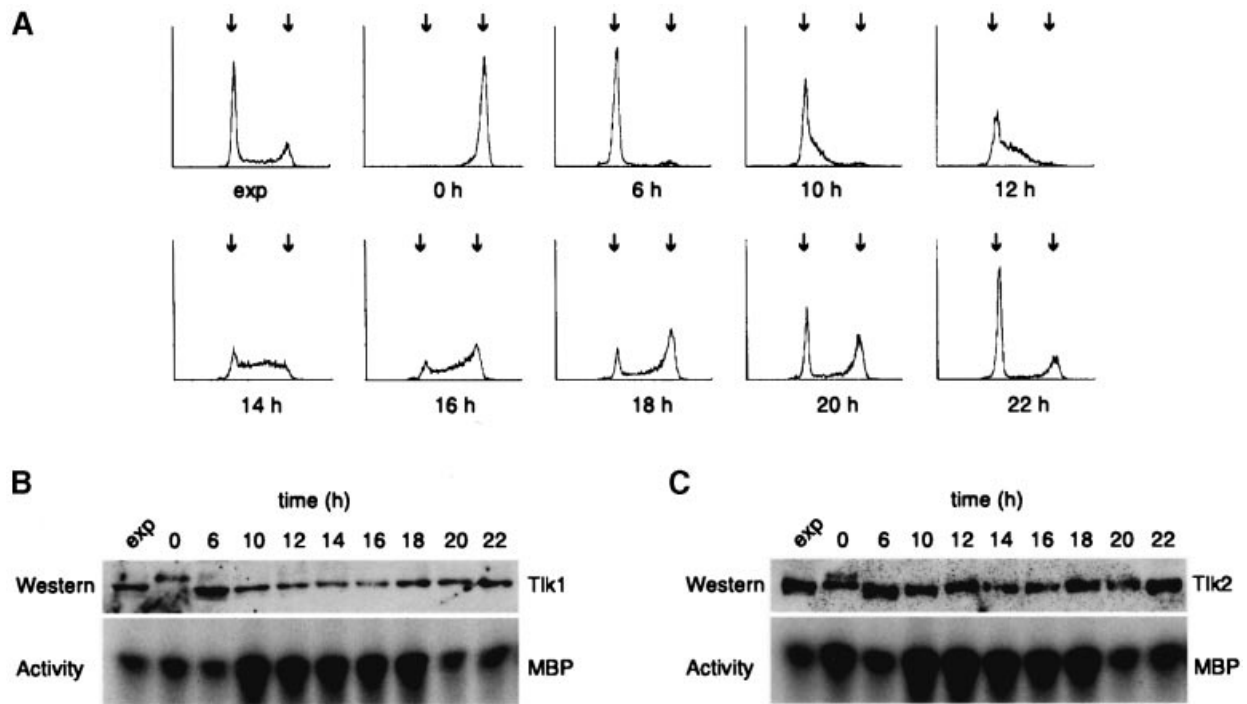 A
exp
0 h
6 h
10 h
12 h
14 h
16 h
18 h
20 h
22 h
B
time (h)
exp 0 6 10 12 14 16 18 20 22
Western
Tlk1
Activity
MBP
C
time (h)
exp 0 6 10 12 14 16 18 20 22
Western
Tlk2
Activity
MBP